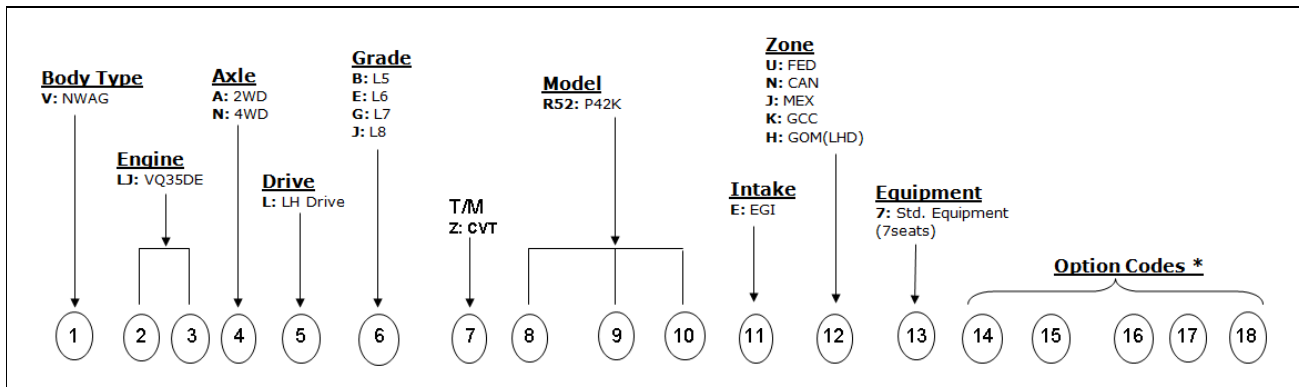 Body Type
V: NWAG
Engine
LJ: VQ35DE
Axle
A: 2WD
N: 4WD
Drive
L: LH Drive
Grade
B: L5
E: L6
G: L7
J: L8
T/M
Z: CVT
Model
R52: P42K
Intake
E: EGI
Zone
U: FED
N: CAN
J: MEX
K: GCC
H: GOM(LHD)
Equipment
7: Std. Equipment
(7seats)
Option Codes *
1 2 3 4 5 6 7 8 9 10 11 12 13 14 15 16 17 18